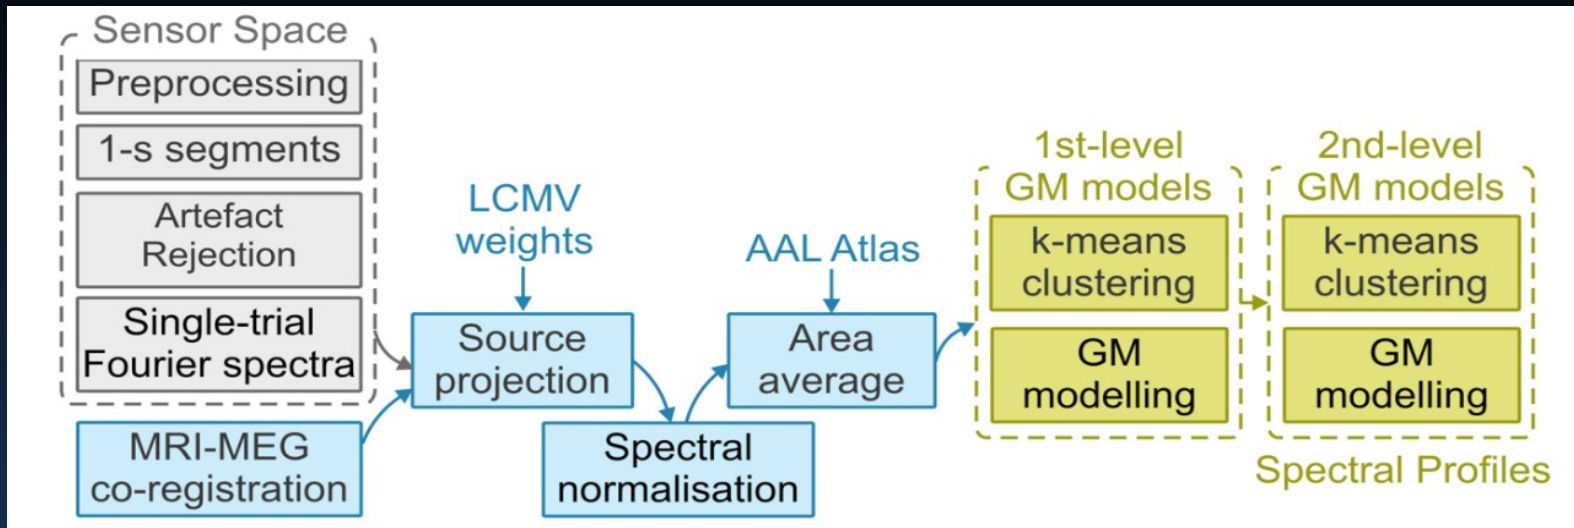 Sensor Space
Preprocessing
1-s segments
Artefact
Rejection
Single-trial
Fourier spectra
MRI-MEG
co-registration
LCMV
weights
Source
projection
Spectral
normalisation
AAL Atlas
Area
average
1st-level
GM models
k-means
clustering
GM
modelling
2nd-level
GM models
k-means
clustering
GM
modelling
Spectral Profiles